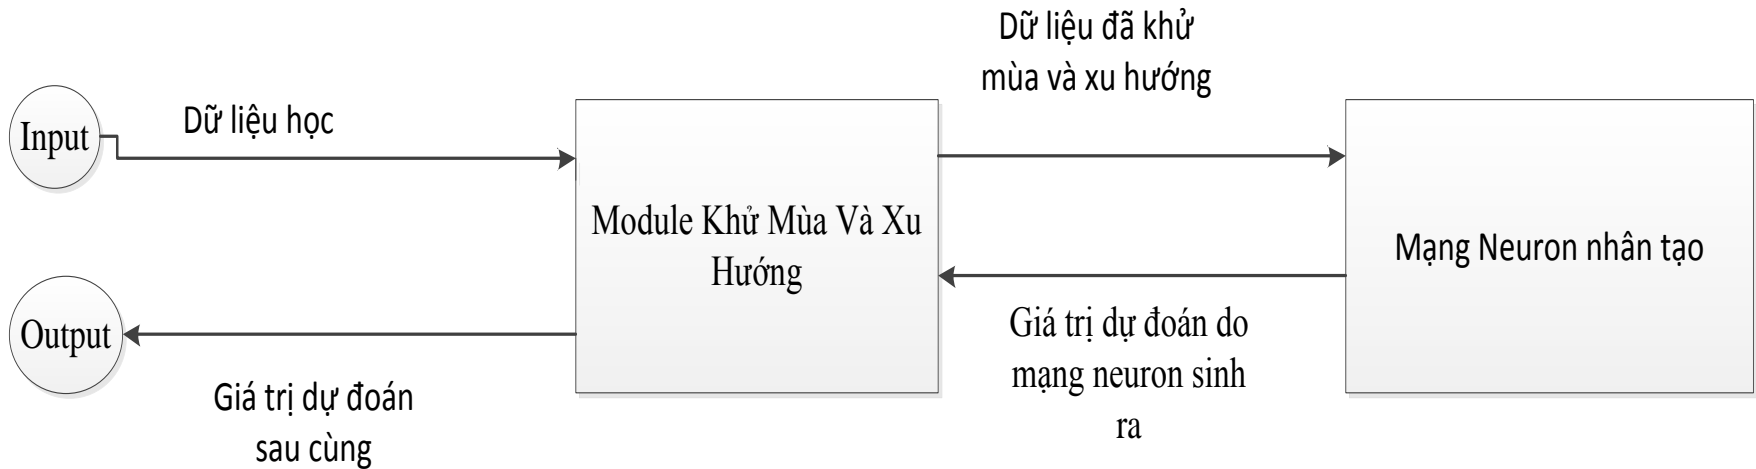 Dữ liệu đã khử
mùa và xu hướng
Input
Dữ liệu học
Module Khử Mùa Và Xu
Hướng
Mạng Neuron nhân tạo
Output
Giá trị dự đoán do
mạng neuron sinh
ra
Giá trị dự đoán
sau cùng